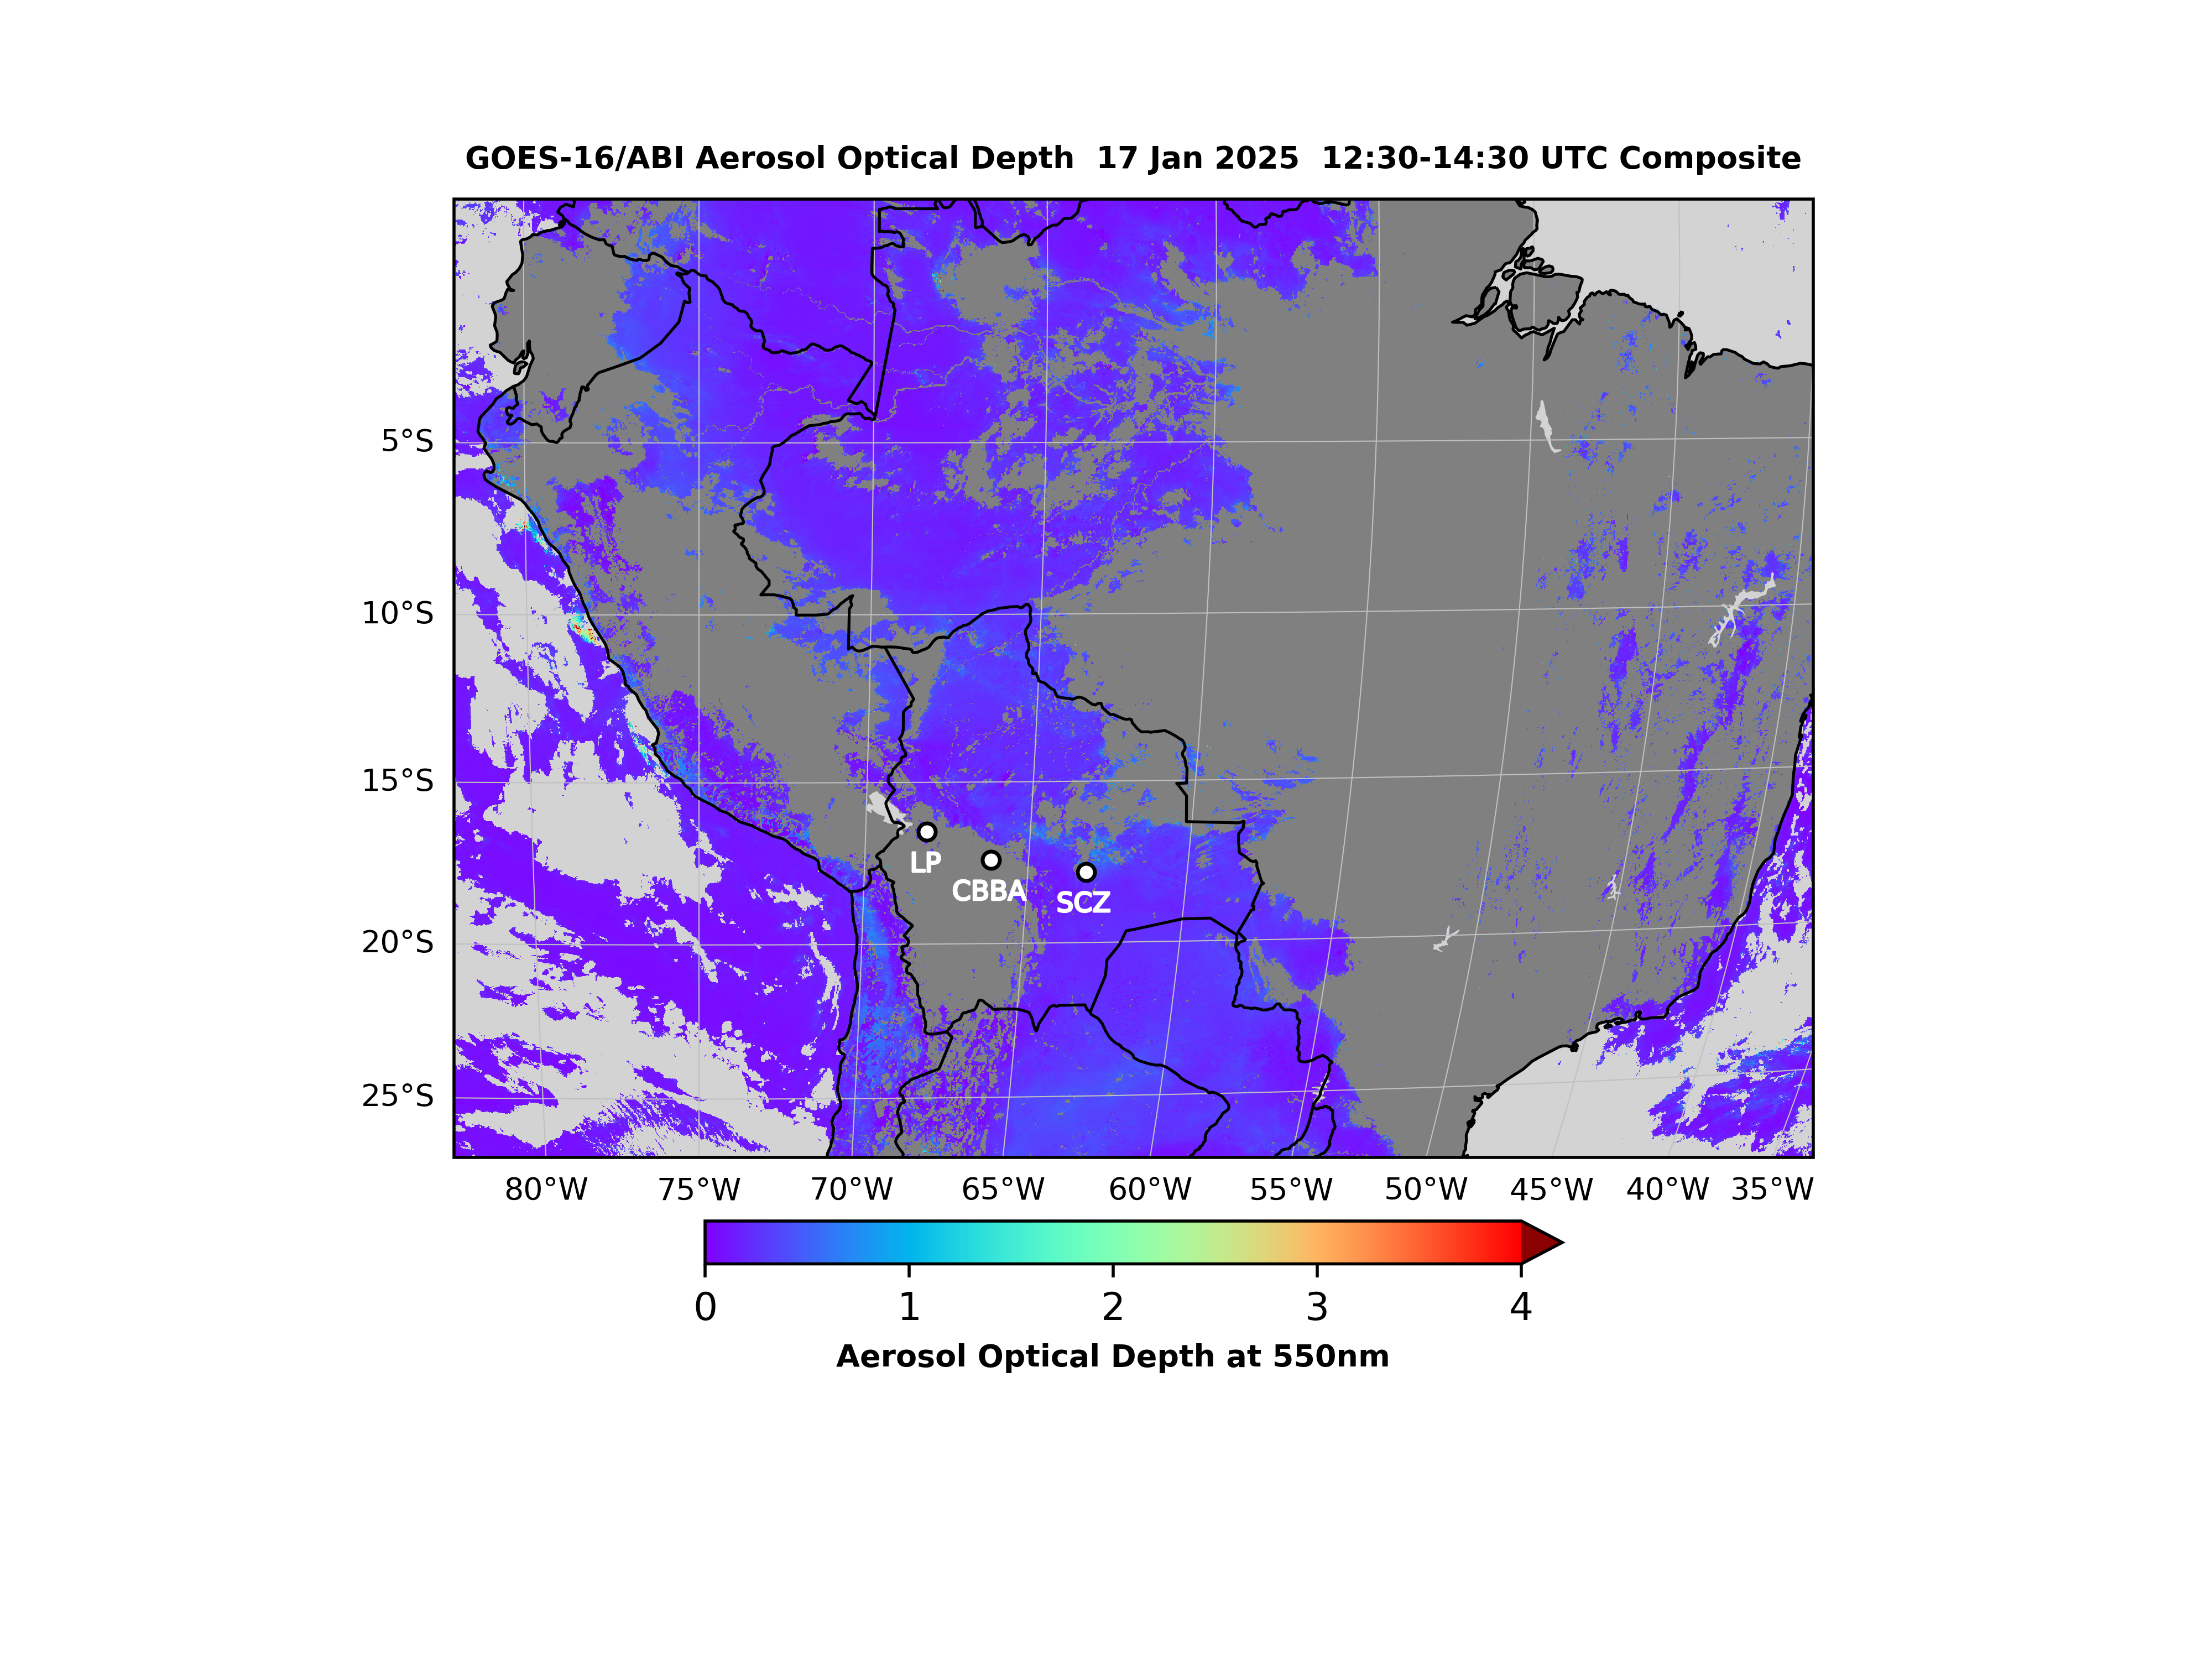 GOES-16/ABI Aerosol Optical Depth  17 Jan 2025  12:30-14:30 UTC Composite
5°S
10°S
15°S
LP
CBBA
SCZ
20°S
25°S
80°W 75°W 70°W 65°W 60°W 55°W 50°W 45°W 40°W 35°W
0 1 2 3 4
Aerosol Optical Depth at 550nm